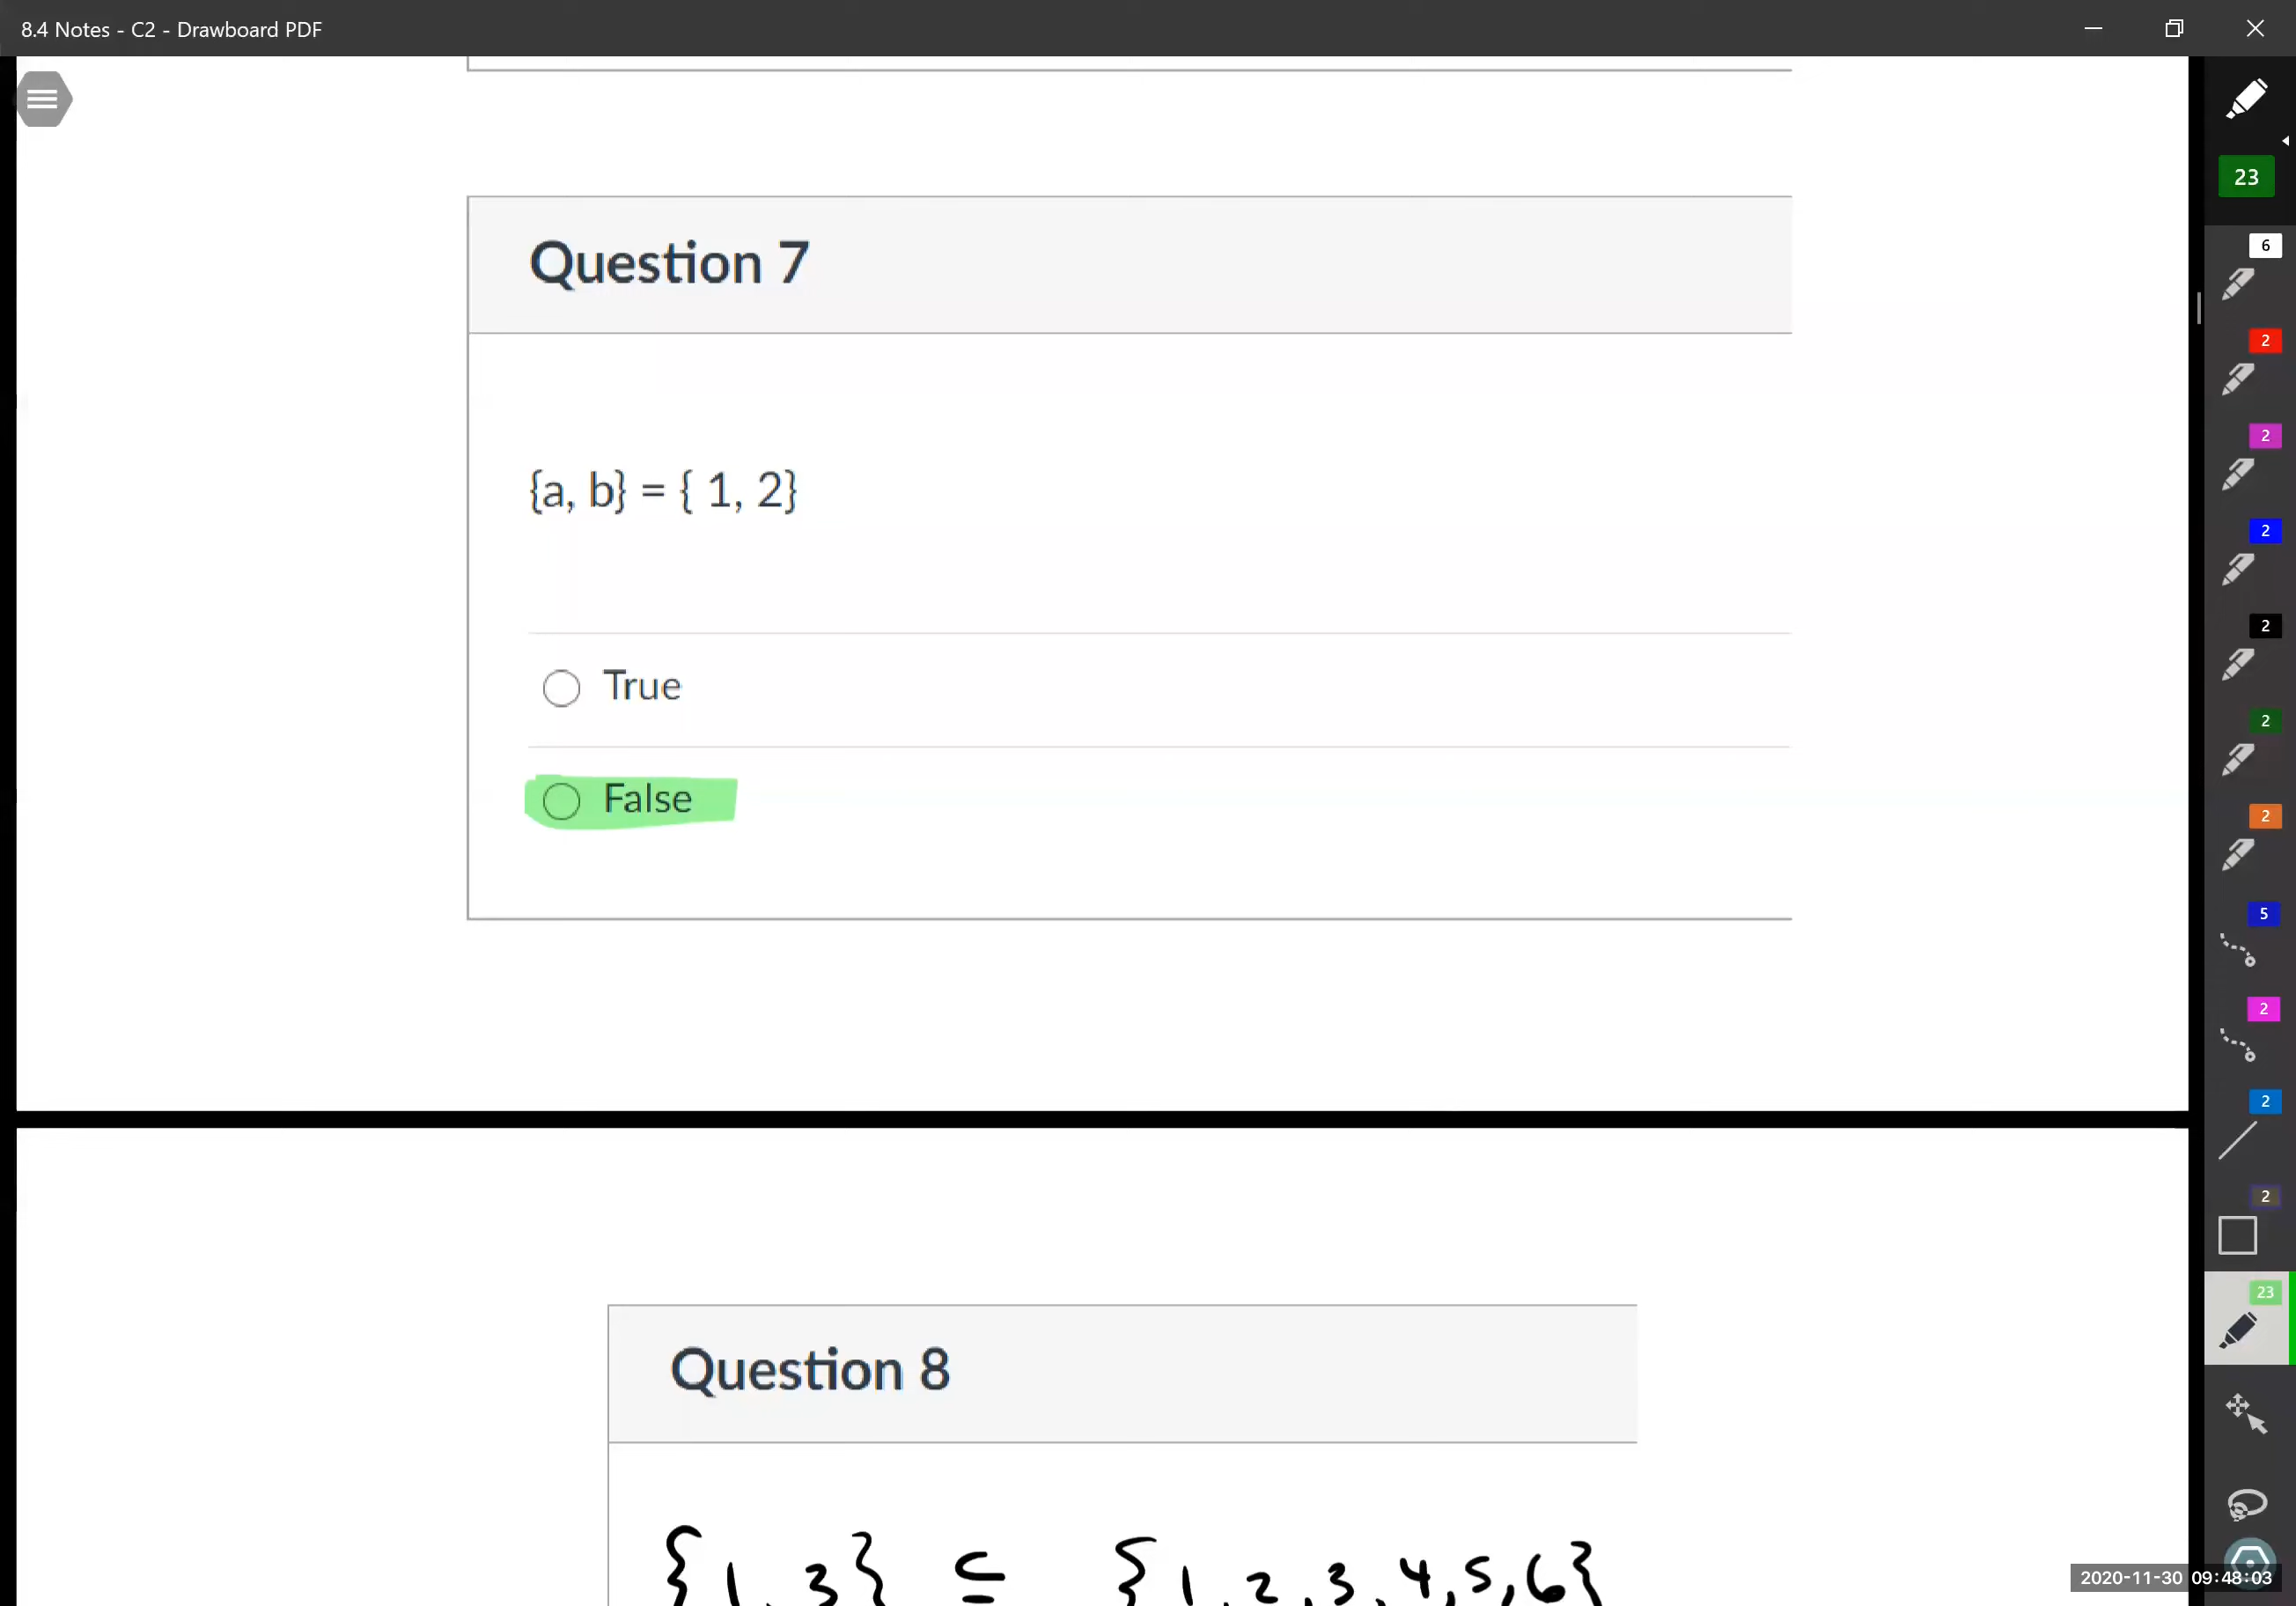 8.4 Notes - C2 - Drawboard PDF
23
6
Question 7
2
2
{a, b} = { 1, 2}
2
2
True
2
False
2
5
2
2
2
23
Question 8
{1, 3} ⊆ {1, 2, 3, 4, 5, 6}
2020-11-30 09:48:03